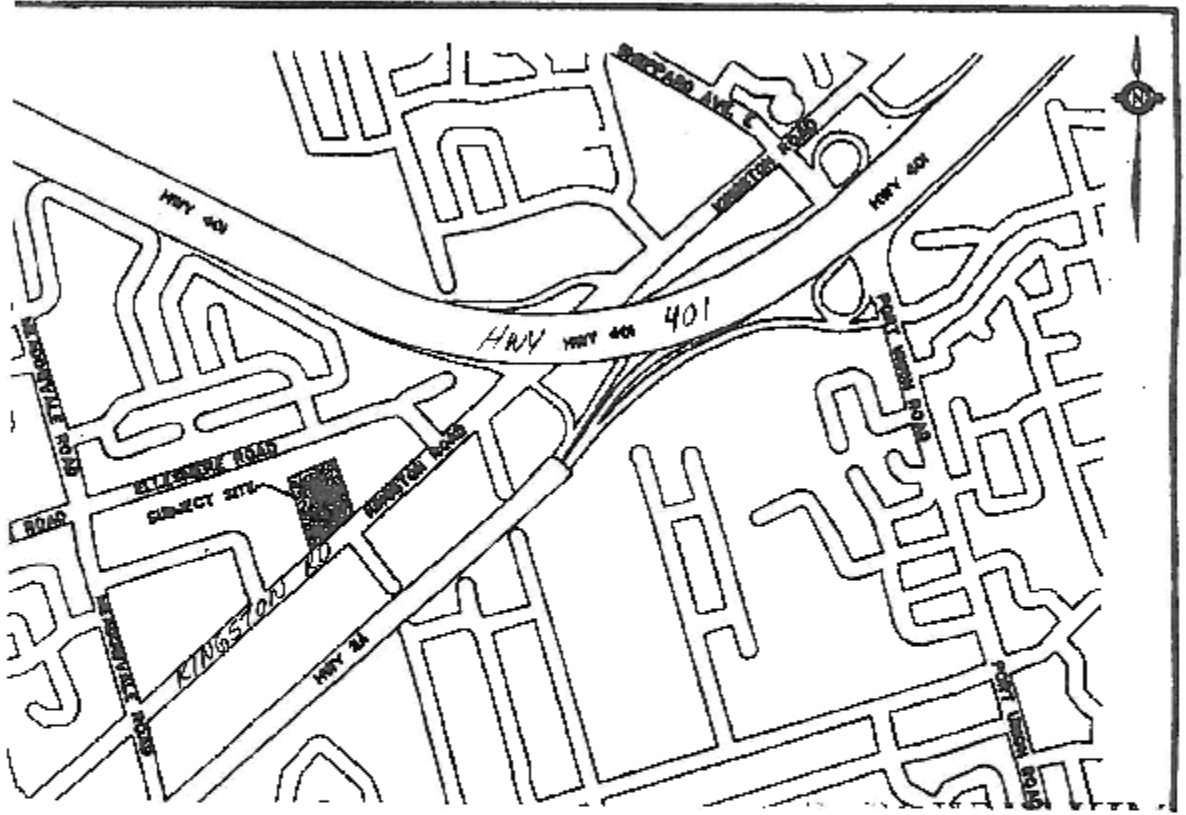 SHEPPARD AVE E
N
KINGSTON ROAD
HWY 401
HWY 401
HWY HWY 401 401
PORT UNION ROAD
MEADOWVALE ROAD
ELLESMERE ROAD
KINGSTON ROAD
SUBJECT SITE
ROAD
KINGSTON RD
MEADOWVALE ROAD
HWY 2A
PORT UNION ROAD